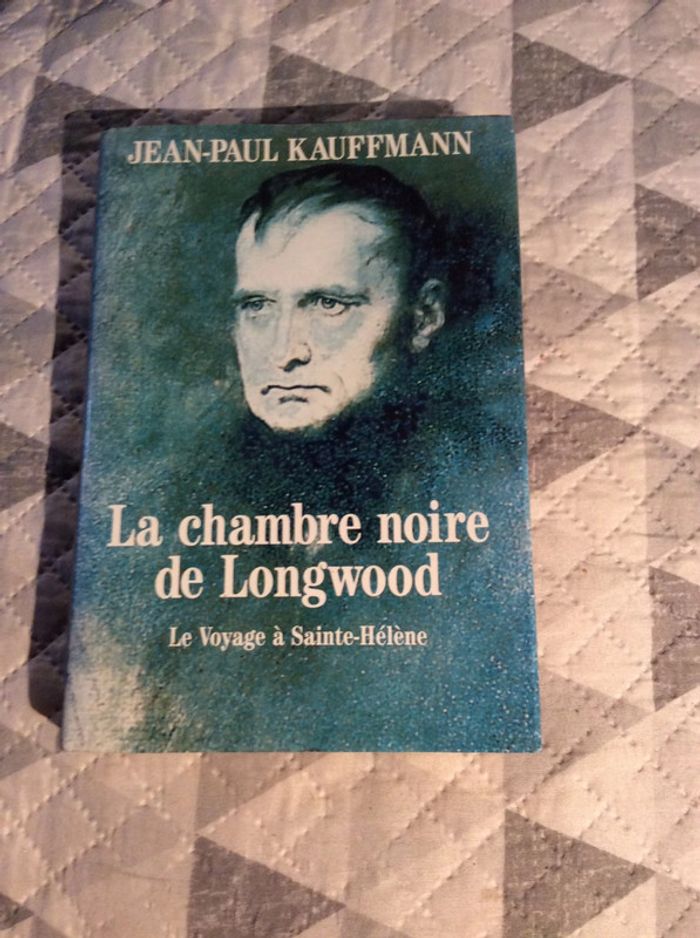 JEAN-PAUL KAUFFMANN
La chambre noire
de Longwood
Le Voyage à Sainte-Hélène